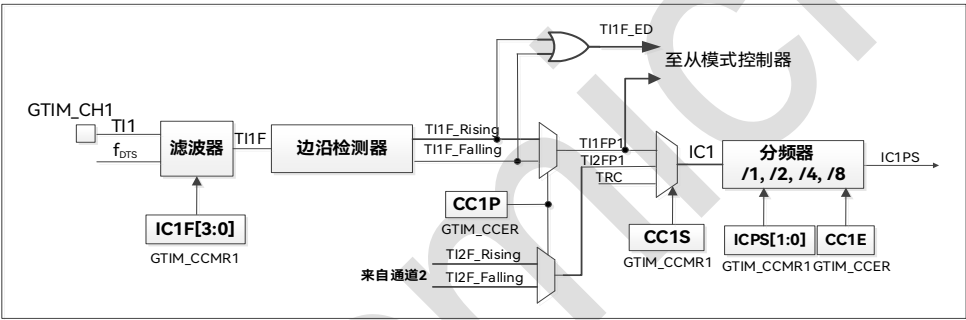 TI1F_ED
至从模式控制器
GTIM_CH1
TI1
f_DTS
滤波器
TI1F
边沿检测器
TI1F_Rising
TI1F_Falling
TI1FP1
TI2FP1
TRC
IC1
分频器
/1, /2, /4, /8
IC1PS
IC1F[3:0]
GTIM_CCMR1
CC1P
GTIM_CCER
CC1S
GTIM_CCMR1
ICPS[1:0]
GTIM_CCMR1
CC1E
GTIM_CCER
来自通道2
TI2F_Rising
TI2F_Falling